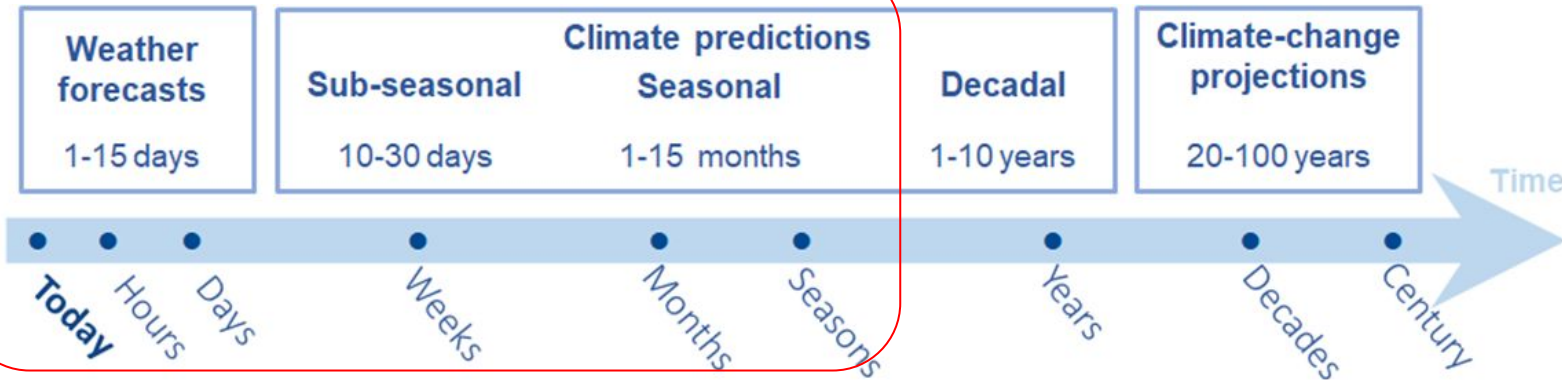 Weather
forecasts
1-15 days
Climate predictions
Sub-seasonal
10-30 days
Seasonal
1-15 months
Decadal
1-10 years
Climate-change
projections
20-100 years
Time
Today
Hours
Days
Weeks
Months
Seasons
Years
Decades
Century